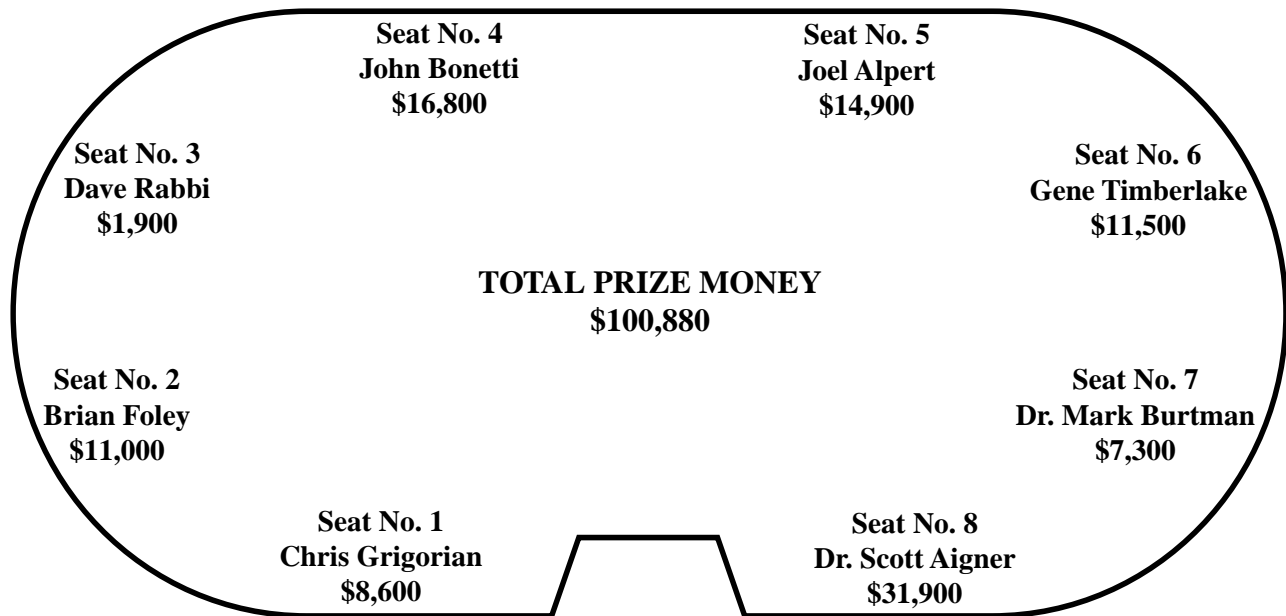 Seat No. 4
John Bonetti
$16,800
Seat No. 5
Joel Alpert
$14,900
Seat No. 3
Dave Rabbi
$1,900
Seat No. 6
Gene Timberlake
$11,500
TOTAL PRIZE MONEY
$100,880
Seat No. 2
Brian Foley
$11,000
Seat No. 7
Dr. Mark Burtman
$7,300
Seat No. 1
Chris Grigorian
$8,600
Seat No. 8
Dr. Scott Aigner
$31,900